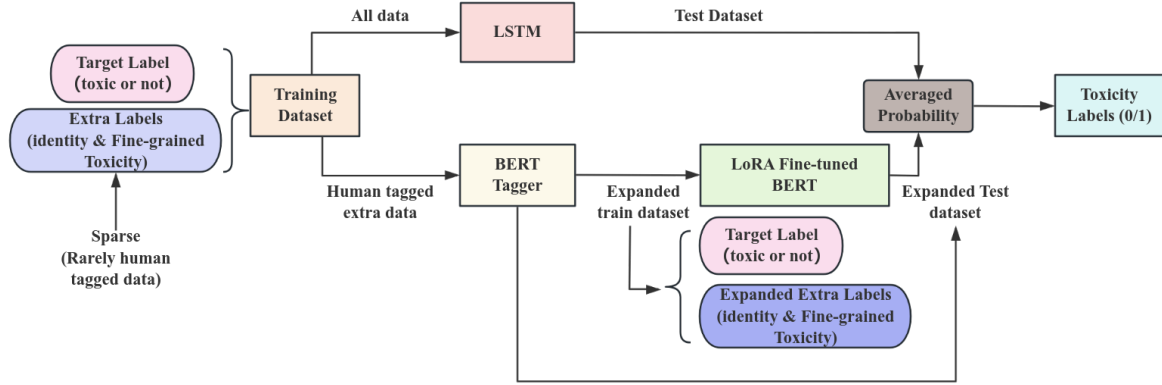 All data
LSTM
Test Dataset
Target Label
(toxic or not)
Extra Labels
(identity & Fine-grained
Toxicity)
Training
Dataset
Averaged
Probability
Toxicity
Labels (0/1)
Human tagged
extra data
BERT
Tagger
Expanded
train dataset
LoRA Fine-tuned
BERT
Expanded Test
dataset
Sparse
(Rarely human
tagged data)
Target Label
(toxic or not)
Expanded Extra Labels
(identity & Fine-grained
Toxicity)